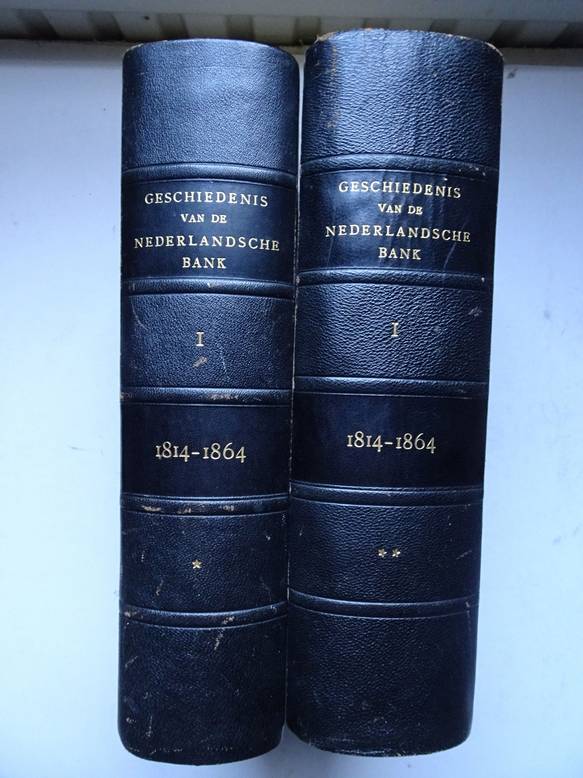 GESCHIEDENIS
VAN DE
NEDERLANDSCHE
BANK
I
1814-1864
*
GESCHIEDENIS
VAN DE
NEDERLANDSCHE
BANK
I
1814-1864
**